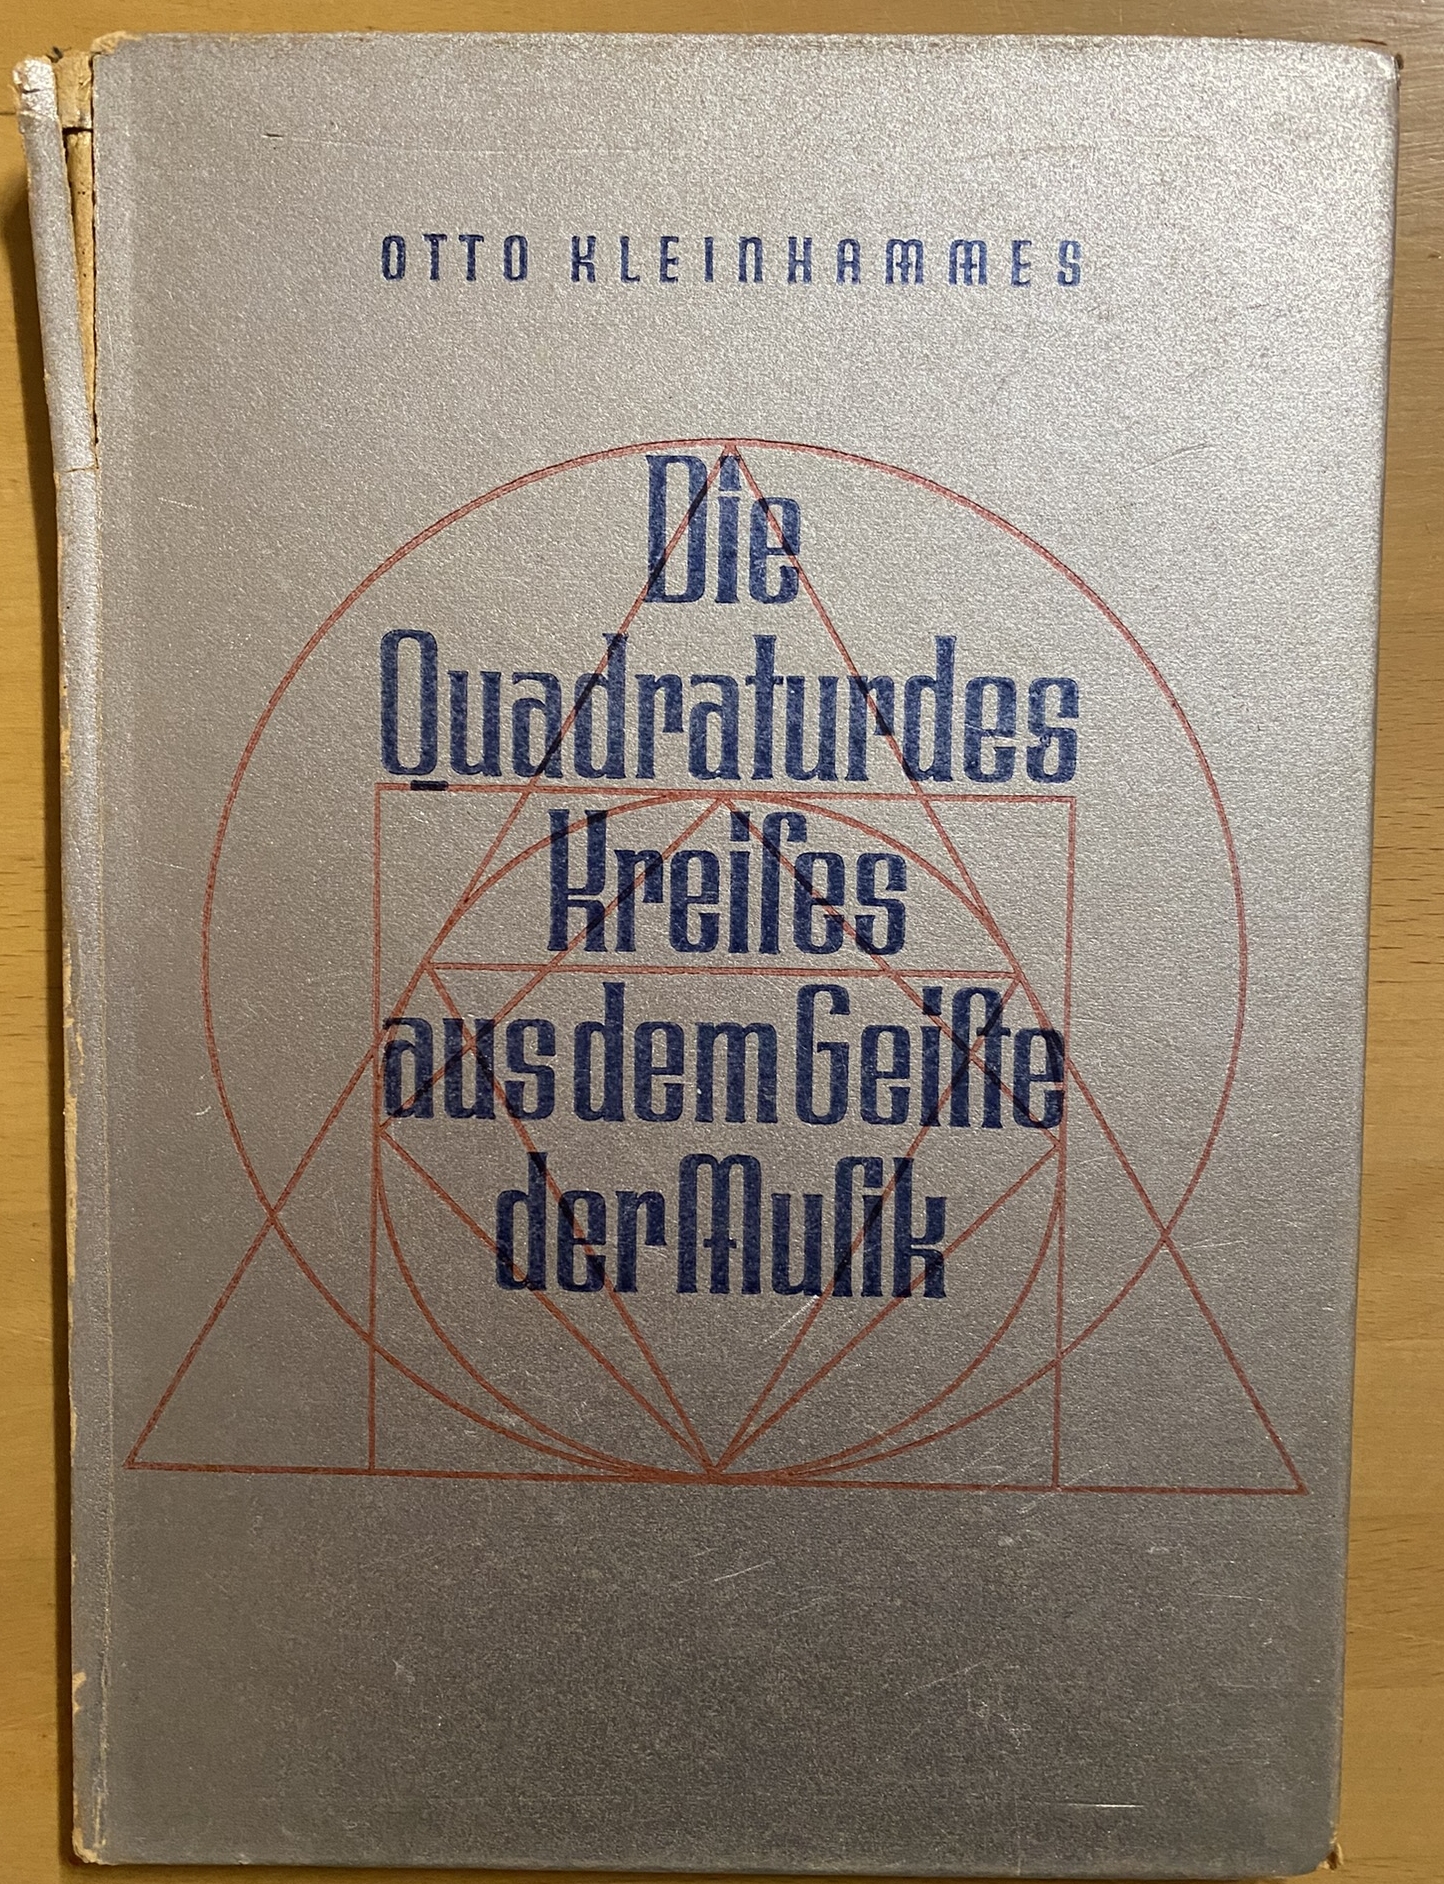 OTTO KLEINHAMMES
Die
Quadratur des
Kreiſes
aus dem Geiſte
der Muſik